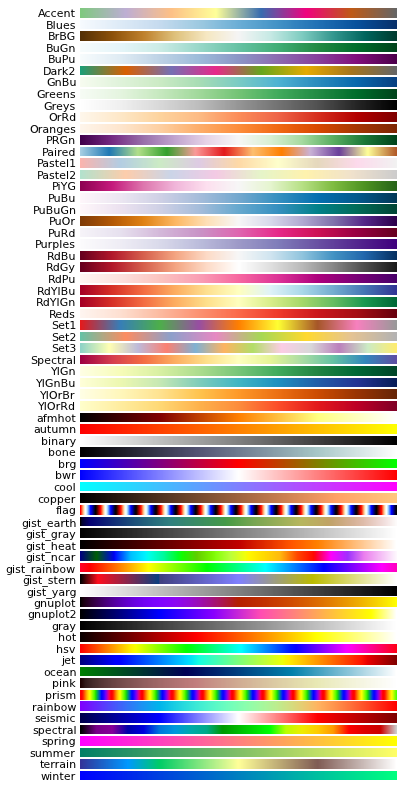 Accent
Blues
BrBG
BuGn
BuPu
Dark2
GnBu
Greens
Greys
OrRd
Oranges
PRGn
Paired
Pastel1
Pastel2
PiYG
PuBu
PuBuGn
PuOr
PuRd
Purples
RdBu
RdGy
RdPu
RdYlBu
RdYlGn
Reds
Set1
Set2
Set3
Spectral
YlGn
YlGnBu
YlOrBr
YlOrRd
afmhot
autumn
binary
bone
brg
bwr
cool
copper
flag
gist_earth
gist_gray
gist_heat
gist_ncar
gist_rainbow
gist_stern
gist_yarg
gnuplot
gnuplot2
gray
hot
hsv
jet
ocean
pink
prism
rainbow
seismic
spectral
spring
summer
terrain
winter